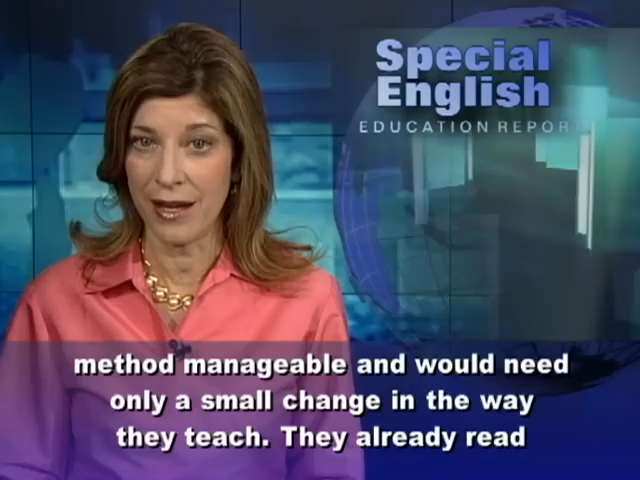 Special
English
EDUCATION REPORT
method manageable and would need
only a small change in the way
they teach. They already read